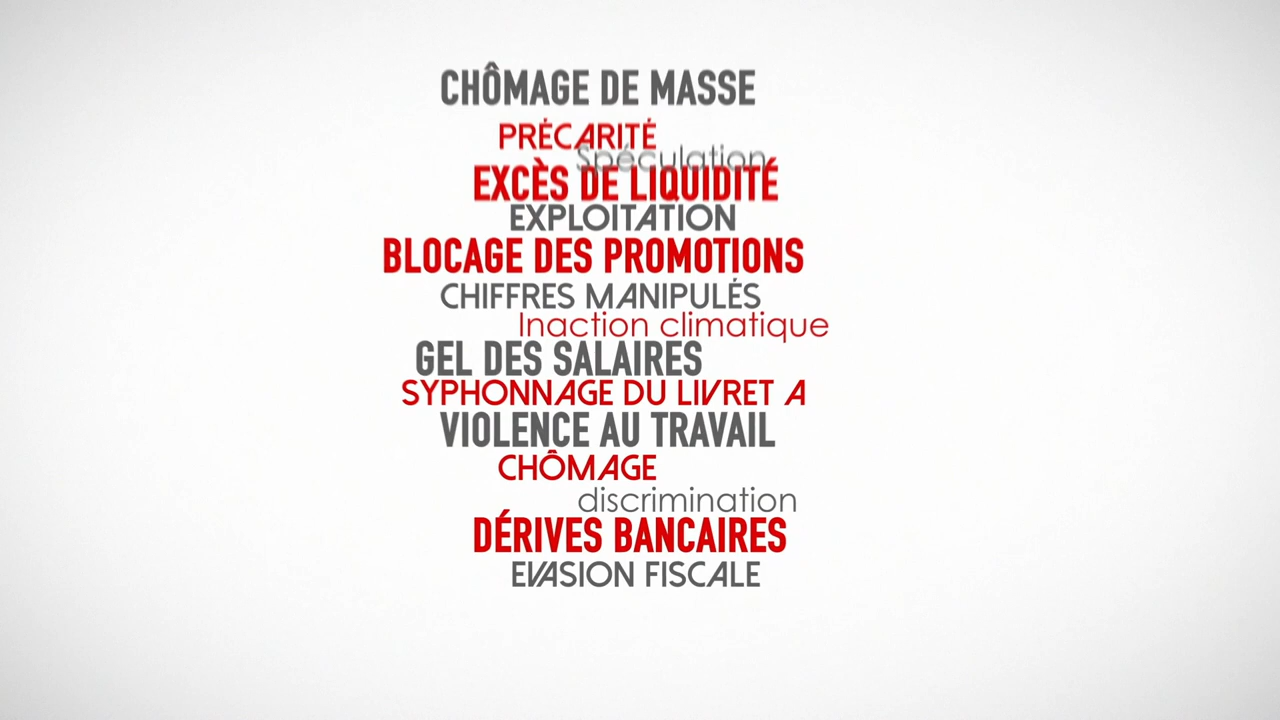 CHÔMAGE DE MASSE
PRÉCARITÉ
Spéculation
EXCÈS DE LIQUIDITÉ
EXPLOITATION
BLOCAGE DES PROMOTIONS
CHIFFRES MANIPULÉS
Inaction climatique
GEL DES SALAIRES
SYPHONNAGE DU LIVRET A
VIOLENCE AU TRAVAIL
CHÔMAGE
discrimination
DÉRIVES BANCAIRES
EVASION FISCALE